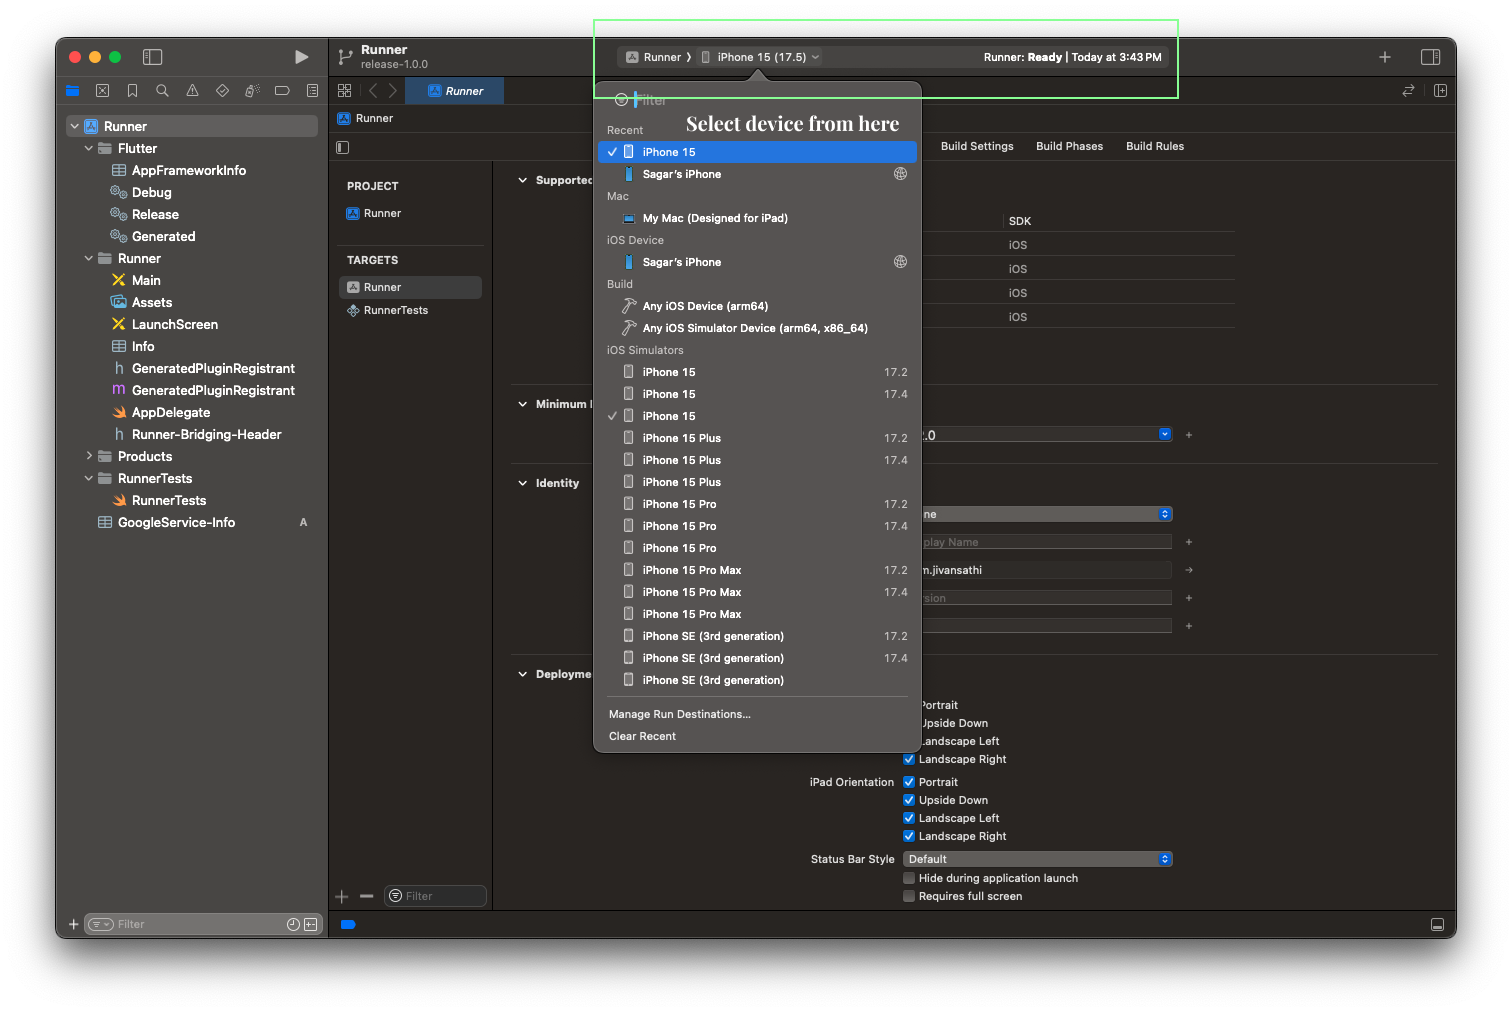 Runner
release-1.0.0
Runner
iPhone 15 (17.5)
Runner: Ready | Today at 3:43 PM
Runner
Runner
Filter
Select device from here
Recent
iPhone 15
Sagar's iPhone
Mac
My Mac (Designed for iPad)
iOS Device
Sagar's iPhone
Build
Any iOS Device (arm64)
Any iOS Simulator Device (arm64, x86_64)
iOS Simulators
iPhone 15 17.2
iPhone 15 17.4
iPhone 15
iPhone 15 Plus 17.2
iPhone 15 Plus 17.4
iPhone 15 Plus
iPhone 15 Pro 17.2
iPhone 15 Pro 17.4
iPhone 15 Pro
iPhone 15 Pro Max 17.2
iPhone 15 Pro Max 17.4
iPhone 15 Pro Max
iPhone SE (3rd generation) 17.2
iPhone SE (3rd generation) 17.4
iPhone SE (3rd generation)
Manage Run Destinations...
Clear Recent
Runner
Flutter
AppFrameworkInfo
Debug
Release
Generated
Runner
Main
Assets
LaunchScreen
Info
h GeneratedPluginRegistrant
m GeneratedPluginRegistrant
AppDelegate
h Runner-Bridging-Header
Products
RunnerTests
RunnerTests
GoogleService-Info A
Filter
PROJECT
Runner
TARGETS
Runner
RunnerTests
Filter
Build Settings Build Phases Build Rules
Supported
SDK
iOS
iOS
iOS
iOS
Minimum
.0
Identity
ne
play Name
m.jivansathi
rsion
Deployme
Portrait
Upside Down
Landscape Left
Landscape Right
iPad Orientation Portrait
Upside Down
Landscape Left
Landscape Right
Status Bar Style Default
Hide during application launch
Requires full screen